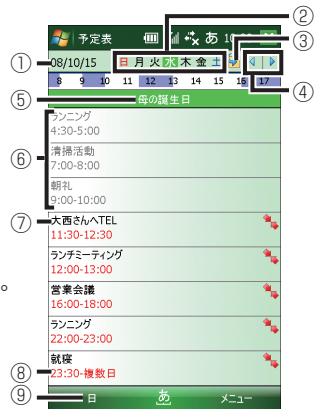 ②
予定表 あ 10:00
③
①
08/10/15 日 月 火 水 木 金 土
8 9 10 11 12 13 14 15 16 17
④
⑤
母の誕生日
ランニング
4:30-5:00
⑥
清掃活動
7:00-8:00
朝礼
9:00-10:00
⑦
大西さんへTEL
11:30-12:30
ランチミーティング
12:00-13:00
営業会議
16:00-18:00
ランニング
22:00-23:00
就寝
⑧
23:30-複数日
⑨
日 あ メニュー